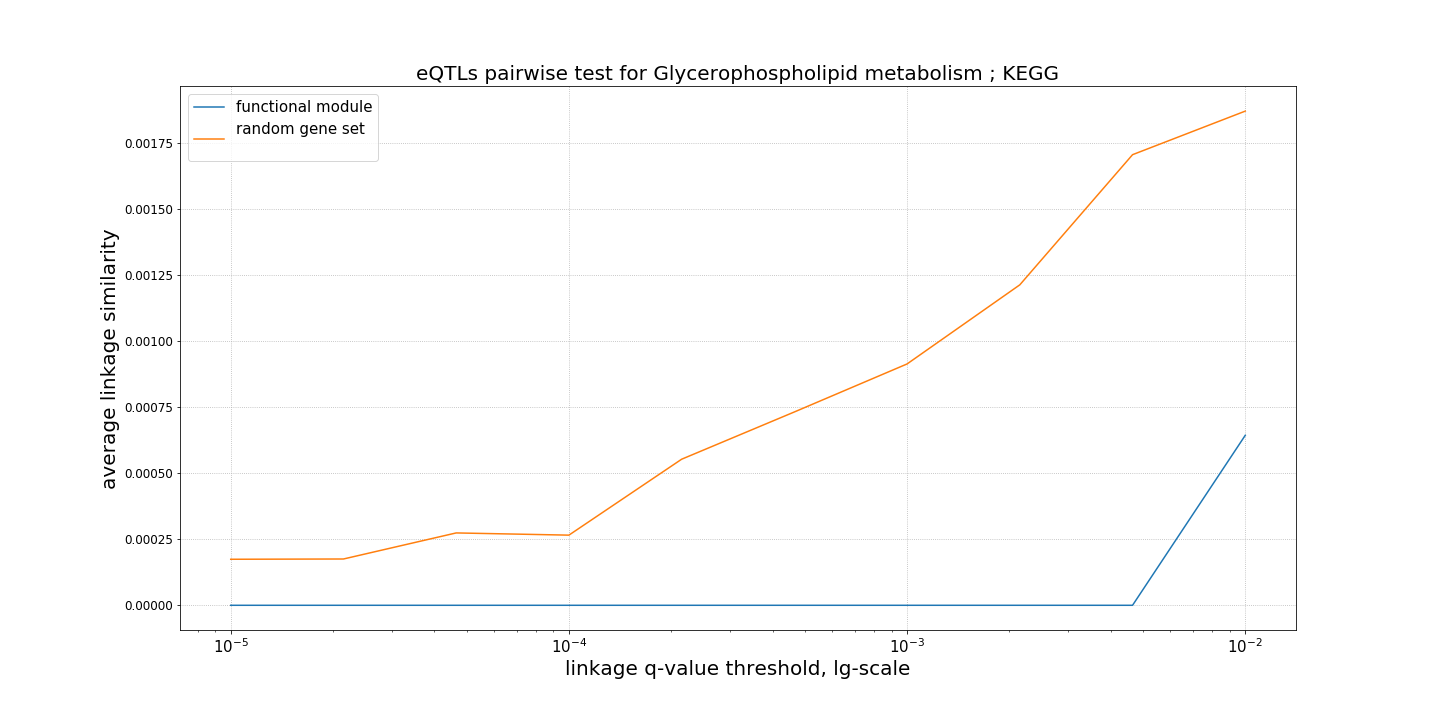 eQTLs pairwise test for Glycerophospholipid metabolism ; KEGG
functional module
random gene set
0.00175
0.00150
0.00125
0.00100
0.00075
0.00050
0.00025
0.00000
average linkage similarity
10⁻⁵ 10⁻⁴ 10⁻³ 10⁻²
linkage q-value threshold, lg-scale